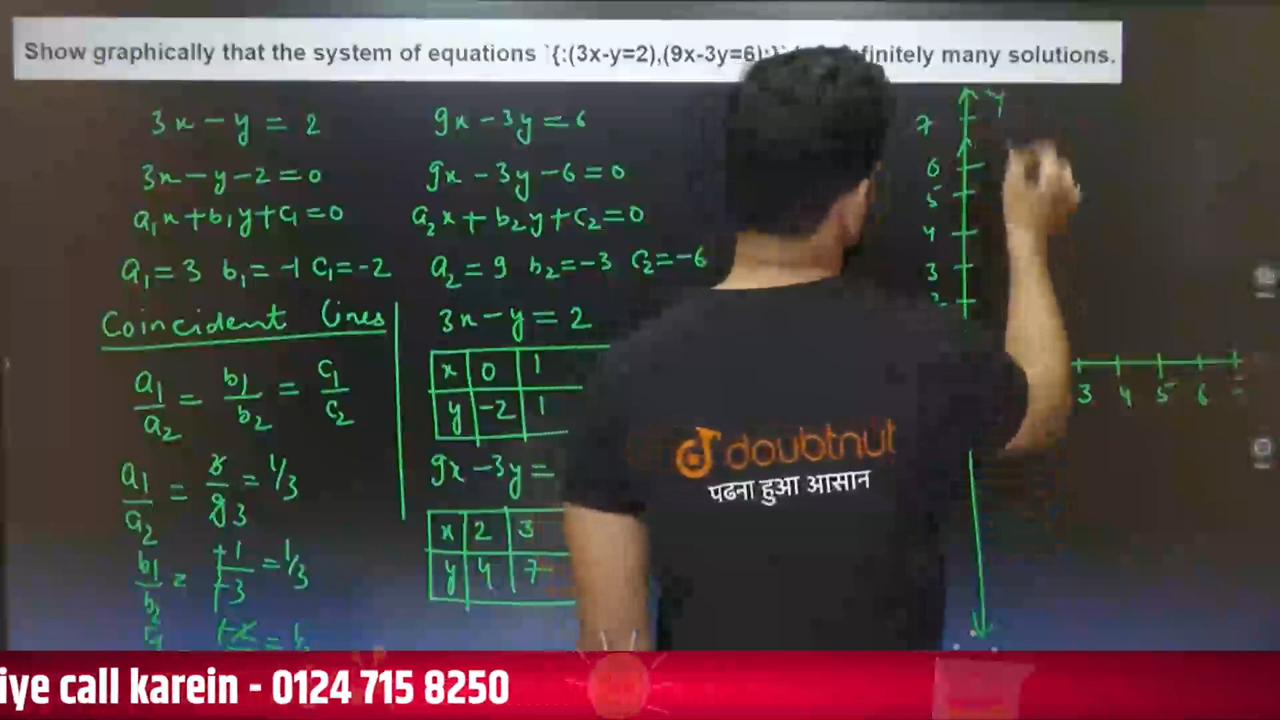 Show graphically that the system of equations `{:(3x-y=2),(9x-3y=6):}` finitely many solutions.
3x - y = 2
9x - 3y = 6
3x - y - 2 = 0
9x - 3y - 6 = 0
a₁x + b₁y + c₁ = 0
a₂x + b₂y + c₂ = 0
a₁ = 3 b₁ = -1 c₁ = -2
a₂ = 9 b₂ = -3 c₂ = -6
Coincident lines
a₁/a₂ = b₁/b₂ = c₁/c₂
a₁/a₂ = 3/9 3 = 1/3
b₁/b₂ = -1/-3 = 1/3
3x - y = 2
x 0 1
y -2 1
9x - 3y =
x 2 3
y 4 7
Y
7
6
5
4
3
2
3 4 5 6
doubtnut
पढना हुआ आसान
iye call karein - 0124 715 8250